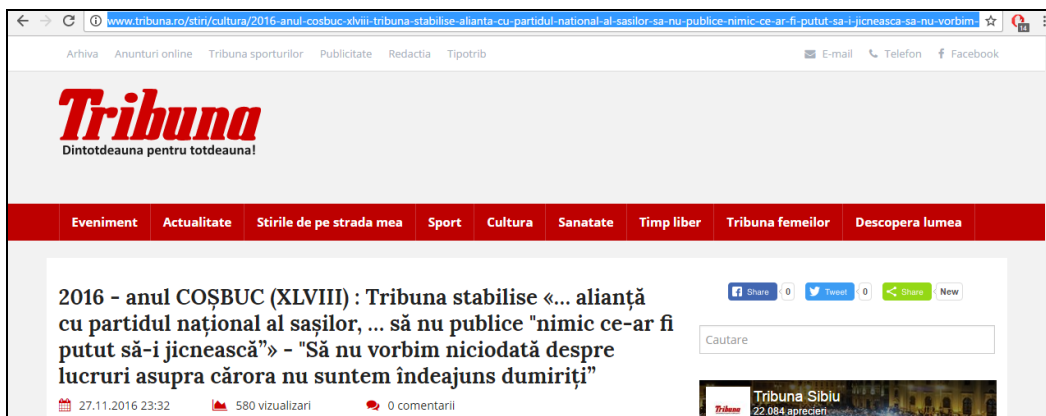 www.tribuna.ro/stiri/cultura/2016-anul-cosbuc-xlviii-tribuna-stabilise-alianta-cu-partidul-national-al-sasilor-sa-nu-publice-nimic-ce-ar-fi-putut-sa-i-jicneasca-sa-nu-vorbim-
14
Arhiva Anunturi online Tribuna sporturilor Publicitate Redactia Tipotrib E-mail Telefon Facebook
Tribuna
Dintotdeauna pentru totdeauna!
Eveniment Actualitate Stirile de pe strada mea Sport Cultura Sanatate Timp liber Tribuna femeilor Descopera lumea
2016 - anul COȘBUC (XLVIII) : Tribuna stabilise «... alianță
cu partidul național al sașilor, ... să nu publice "nimic ce-ar fi
putut să-i jicnească”» - "Să nu vorbim niciodată despre
lucruri asupra cărora nu suntem îndeajuns dumiriți”
27.11.2016 23:32 580 vizualizari 0 comentarii
Share 0 Tweet 0 Share New
Cautare
Tribuna Tribuna Sibiu
22.084 aprecieri